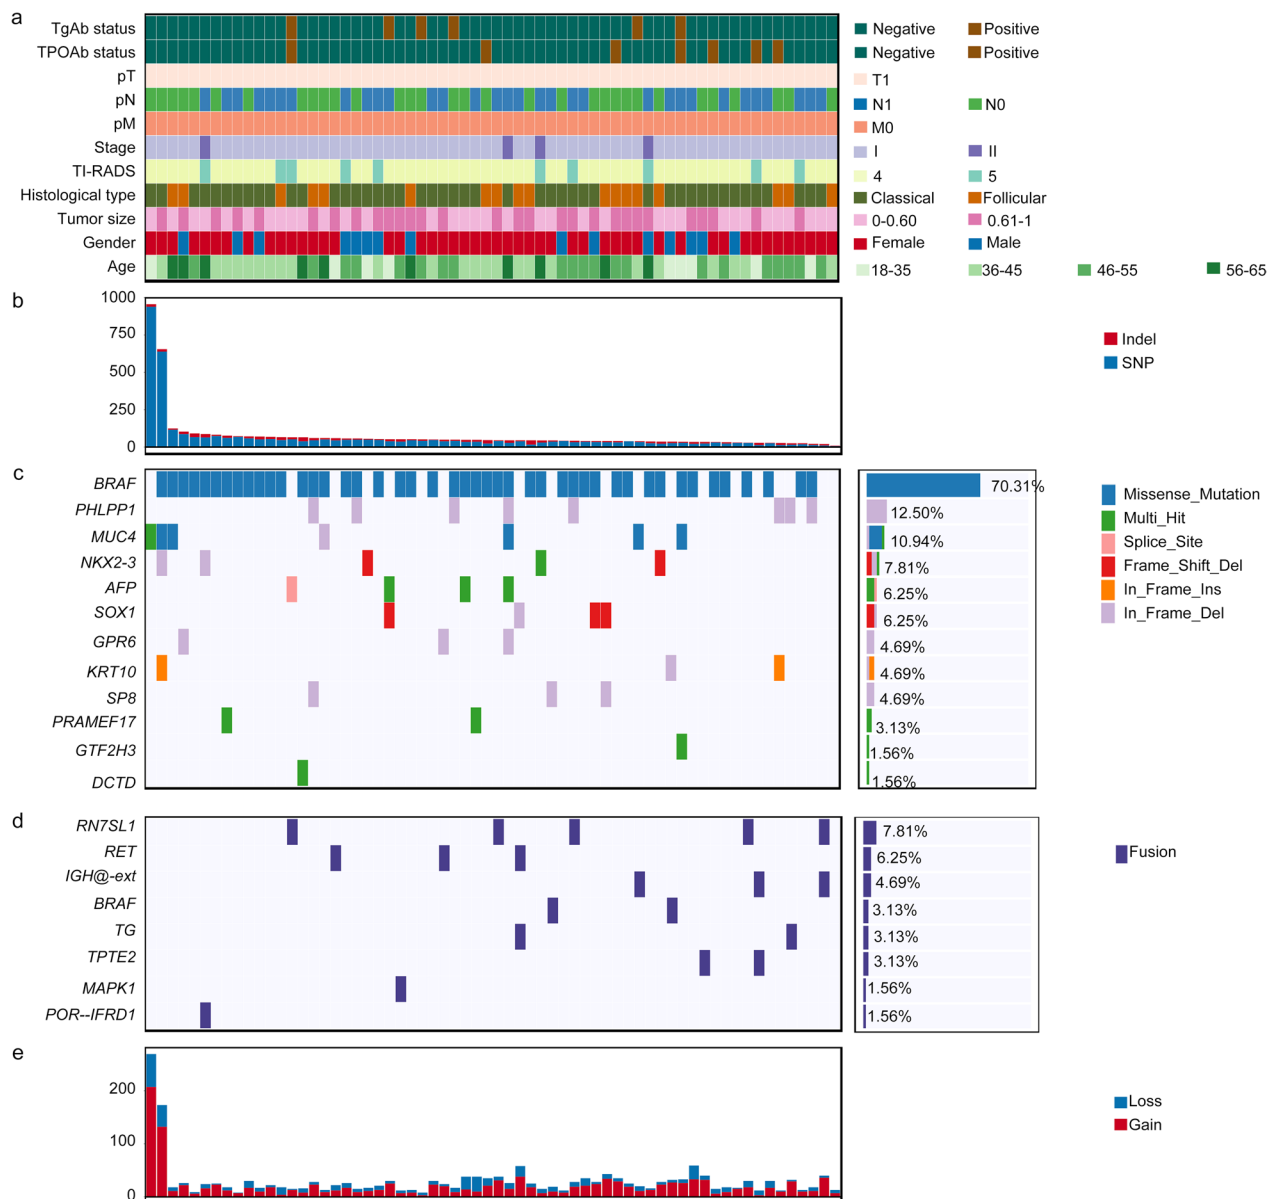 a
TgAb status
Negative Positive
TPOAb status
Negative Positive
pT
T1
pN
N1 N0
pM
M0
Stage
I II
TI-RADS
4 5
Histological type
Classical Follicular
Tumor size
0-0.60 0.61-1
Gender
Female Male
Age
18-35 36-45 46-55 56-65
b
1000
750
500
250
0
Indel
SNP
c
BRAF 70.31%
PHLPP1 12.50%
MUC4 10.94%
NKX2-3 7.81%
AFP 6.25%
SOX1 6.25%
GPR6 4.69%
KRT10 4.69%
SP8 4.69%
PRAMEF17 3.13%
GTF2H3 1.56%
DCTD 1.56%
Missense_Mutation
Multi_Hit
Splice_Site
Frame_Shift_Del
In_Frame_Ins
In_Frame_Del
d
RN7SL1 7.81%
RET 6.25%
IGH@-ext 4.69%
BRAF 3.13%
TG 3.13%
TPTE2 3.13%
MAPK1 1.56%
POR--IFRD1 1.56%
Fusion
e
200
100
0
Loss
Gain